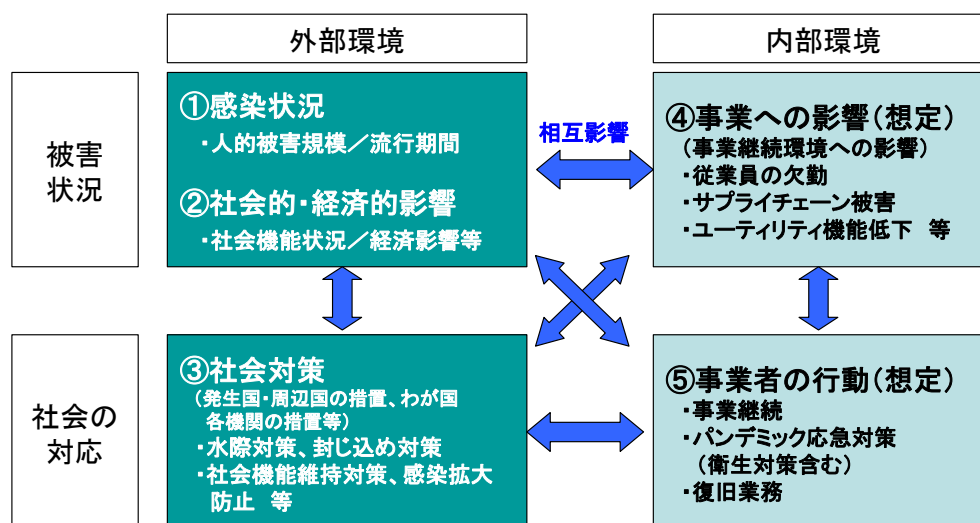 外部環境
内部環境
被害
状況
①感染状況
・人的被害規模／流行期間
②社会的・経済的影響
・社会機能状況／経済影響等
相互影響
④事業への影響（想定）
（事業継続環境への影響）
・従業員の欠勤
・サプライチェーン被害
・ユーティリティ機能低下　等
社会の
対応
③社会対策
（発生国・周辺国の措置、わが国
各機関の措置等）
・水際対策、封じ込め対策
・社会機能維持対策、感染拡大
防止　等
⑤事業者の行動（想定）
・事業継続
・パンデミック応急対策
（衛生対策含む）
・復旧業務